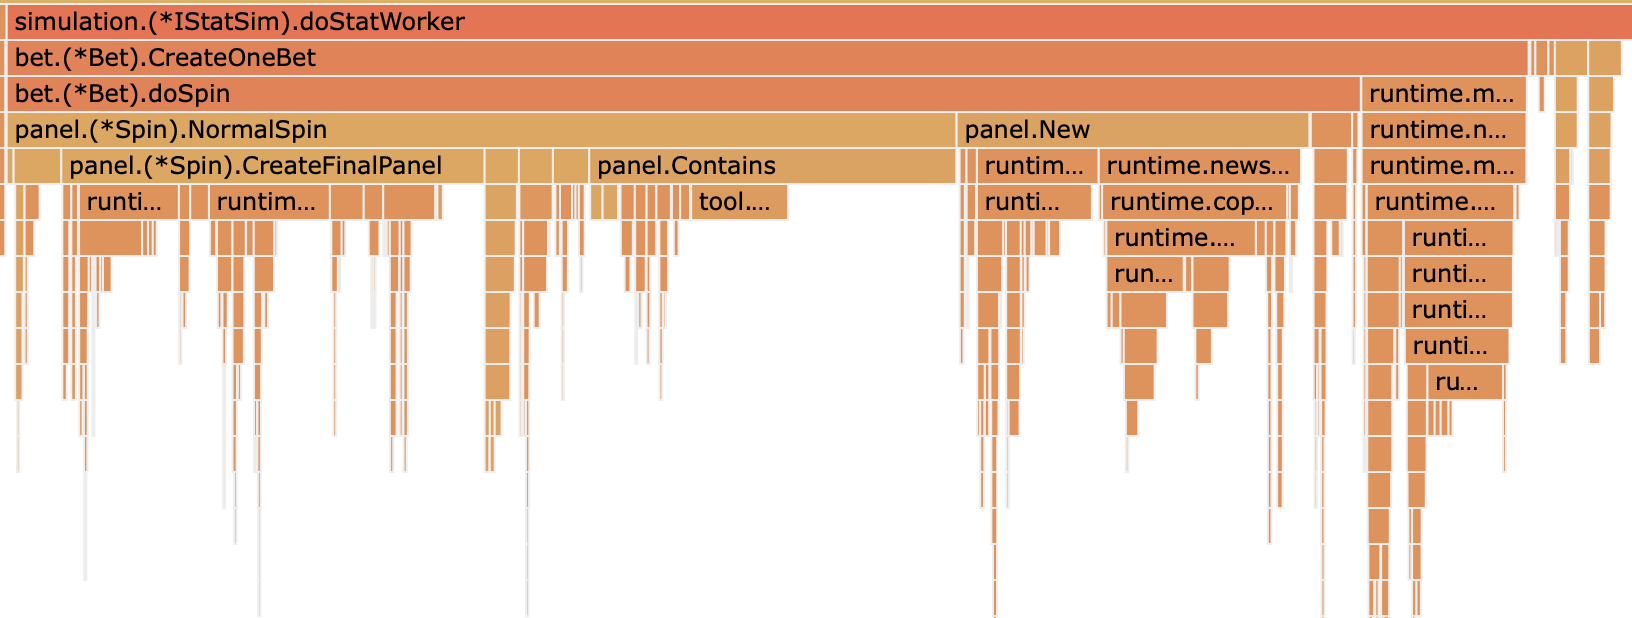 simulation.(*IStatSim).doStatWorker
bet.(*Bet).CreateOneBet
bet.(*Bet).doSpin runtime.m...
panel.(*Spin).NormalSpin panel.New runtime.n...
panel.(*Spin).CreateFinalPanel panel.Contains runtim... runtime.news... runtime.m...
runti... runtim... tool.... runti... runtime.cop... runtime....
runtime.... runti...
run... runti...
runti...
runti...
ru...